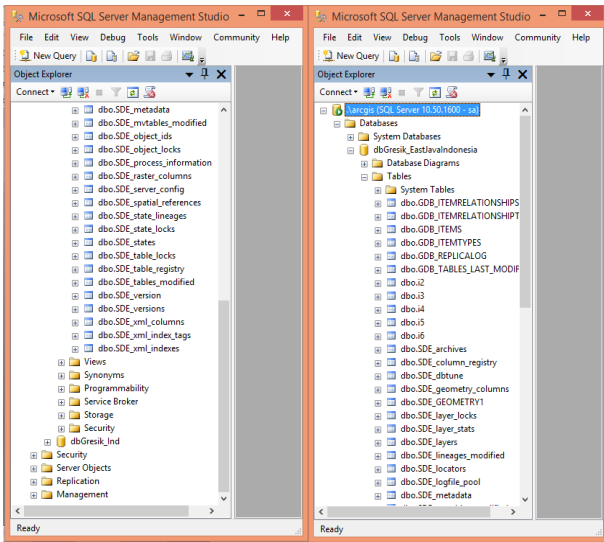 Microsoft SQL Server Management Studio
File Edit View Debug Tools Window Community Help
New Query
Object Explorer
Connect
dbo.SDE_metadata
dbo.SDE_mvtables_modified
dbo.SDE_object_ids
dbo.SDE_object_locks
dbo.SDE_process_information
dbo.SDE_raster_columns
dbo.SDE_server_config
dbo.SDE_spatial_references
dbo.SDE_state_lineages
dbo.SDE_state_locks
dbo.SDE_states
dbo.SDE_table_locks
dbo.SDE_table_registry
dbo.SDE_tables_modified
dbo.SDE_version
dbo.SDE_versions
dbo.SDE_xml_columns
dbo.SDE_xml_index_tags
dbo.SDE_xml_indexes
Views
Synonyms
Programmability
Service Broker
Storage
Security
dbGresik_Ind
Security
Server Objects
Replication
Management
Ready
Microsoft SQL Server Management Studio
File Edit View Debug Tools Window Community Help
New Query
Object Explorer
Connect
.\arcgis (SQL Server 10.50.1600 - sa)
Databases
System Databases
dbGresik_EastJavaIndonesia
Database Diagrams
Tables
System Tables
dbo.GDB_ITEMRELATIONSHIPS
dbo.GDB_ITEMRELATIONSHIPT
dbo.GDB_ITEMS
dbo.GDB_ITEMTYPES
dbo.GDB_REPLICALOG
dbo.GDB_TABLES_LAST_MODIF
dbo.i2
dbo.i3
dbo.i4
dbo.i5
dbo.i6
dbo.SDE_archives
dbo.SDE_column_registry
dbo.SDE_dbtune
dbo.SDE_geometry_columns
dbo.SDE_GEOMETRY1
dbo.SDE_layer_locks
dbo.SDE_layer_stats
dbo.SDE_layers
dbo.SDE_lineages_modified
dbo.SDE_locators
dbo.SDE_logfile_pool
dbo.SDE_metadata
Ready